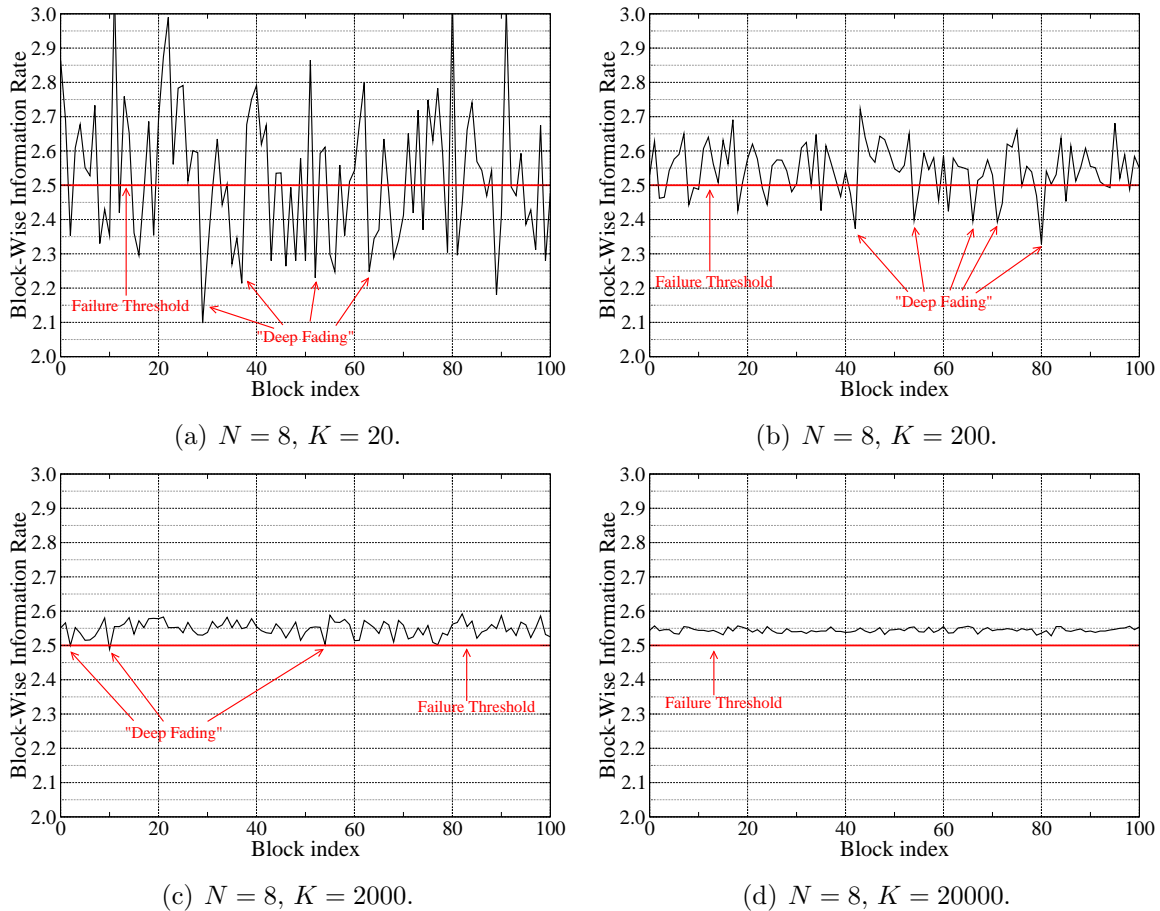 Block-Wise Information Rate
3.0
2.9
2.8
2.7
2.6
2.5
2.4
2.3
2.2
2.1
2.0
Failure Threshold
"Deep Fading"
0 20 40 60 80 100
Block index
(a) N = 8, K = 20.
Block-Wise Information Rate
3.0
2.9
2.8
2.7
2.6
2.5
2.4
2.3
2.2
2.1
2.0
Failure Threshold
"Deep Fading"
0 20 40 60 80 100
Block index
(b) N = 8, K = 200.
Block-Wise Information Rate
3.0
2.9
2.8
2.7
2.6
2.5
2.4
2.3
2.2
2.1
2.0
Failure Threshold
"Deep Fading"
0 20 40 60 80 100
Block index
(c) N = 8, K = 2000.
Block-Wise Information Rate
3.0
2.9
2.8
2.7
2.6
2.5
2.4
2.3
2.2
2.1
2.0
Failure Threshold
0 20 40 60 80 100
Block index
(d) N = 8, K = 20000.